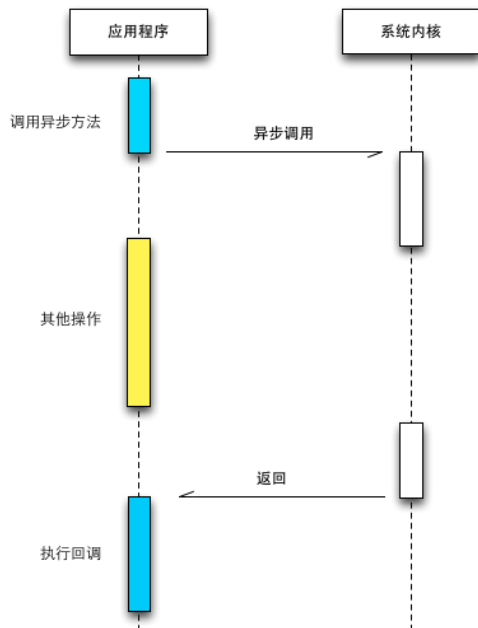 应用程序
系统内核
调用异步方法
异步调用
其他操作
返回
执行回调